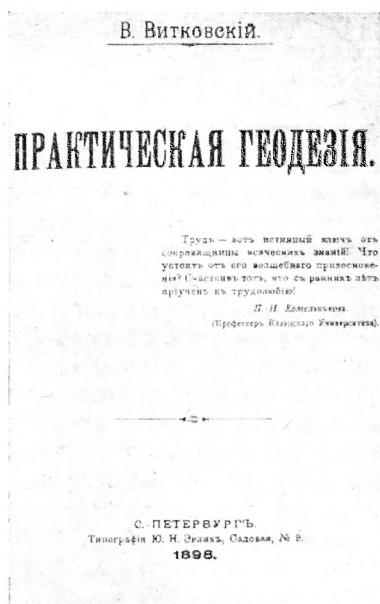 В. Витковскій.
ПРАКТИЧЕСКАЯ ГЕОДЕЗІЯ.
Трудъ — вотъ истинный ключъ отъ
сокровищницы всяческихъ знаній! Что
устоитъ отъ его волшебнаго прикоснове-
нія? Счастливъ тотъ, кто съ раннихъ лѣтъ
пріученъ къ трудолюбію!
П. И. Котельниковъ.
(Профессоръ Казанскаго Университета).
С.-ПЕТЕРБУРГЪ.
Типографія Ю. Н. Эрлихъ, Садовая, № 9.
1898.